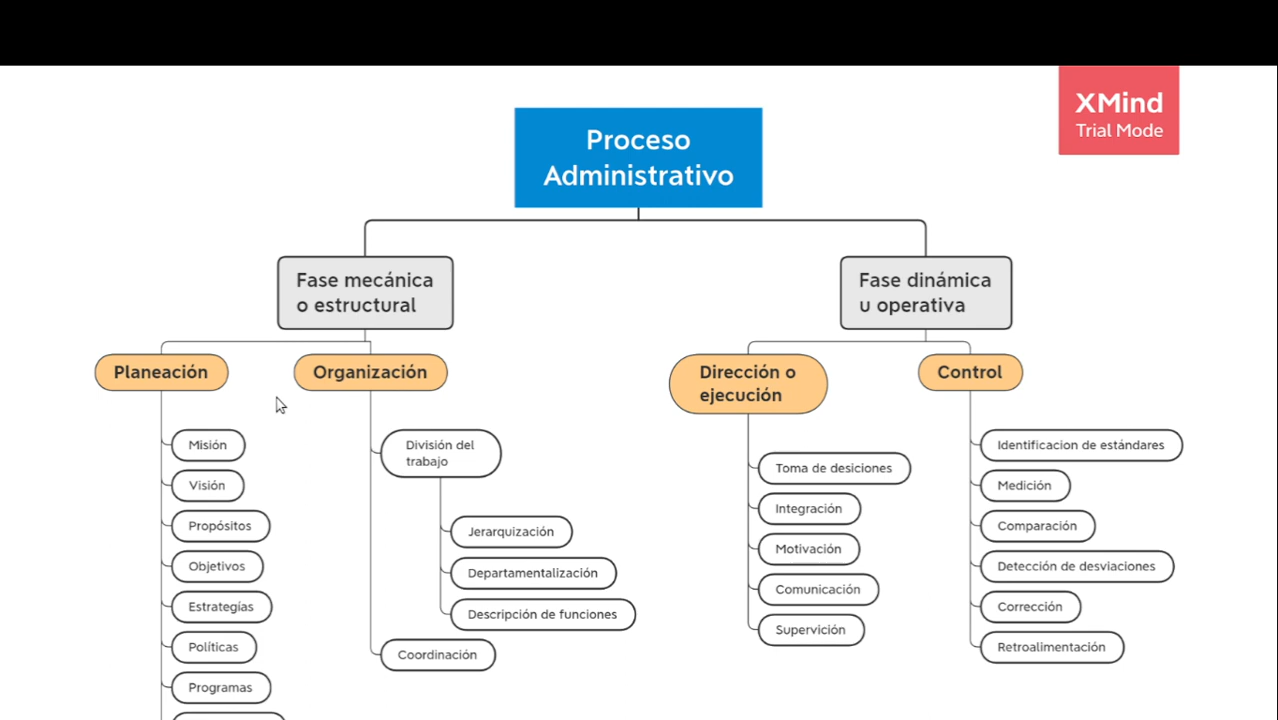 XMind
Trial Mode
Proceso
Administrativo
Fase mecánica
o estructural
Fase dinámica
u operativa
Planeación
Organización
Dirección o
ejecución
Control
Misión
Visión
Propósitos
Objetivos
Estrategías
Políticas
Programas
División del
trabajo
Jerarquización
Departamentalización
Descripción de funciones
Coordinación
Toma de desiciones
Integración
Motivación
Comunicación
Supervición
Identificacion de estándares
Medición
Comparación
Detección de desviaciones
Corrección
Retroalimentación